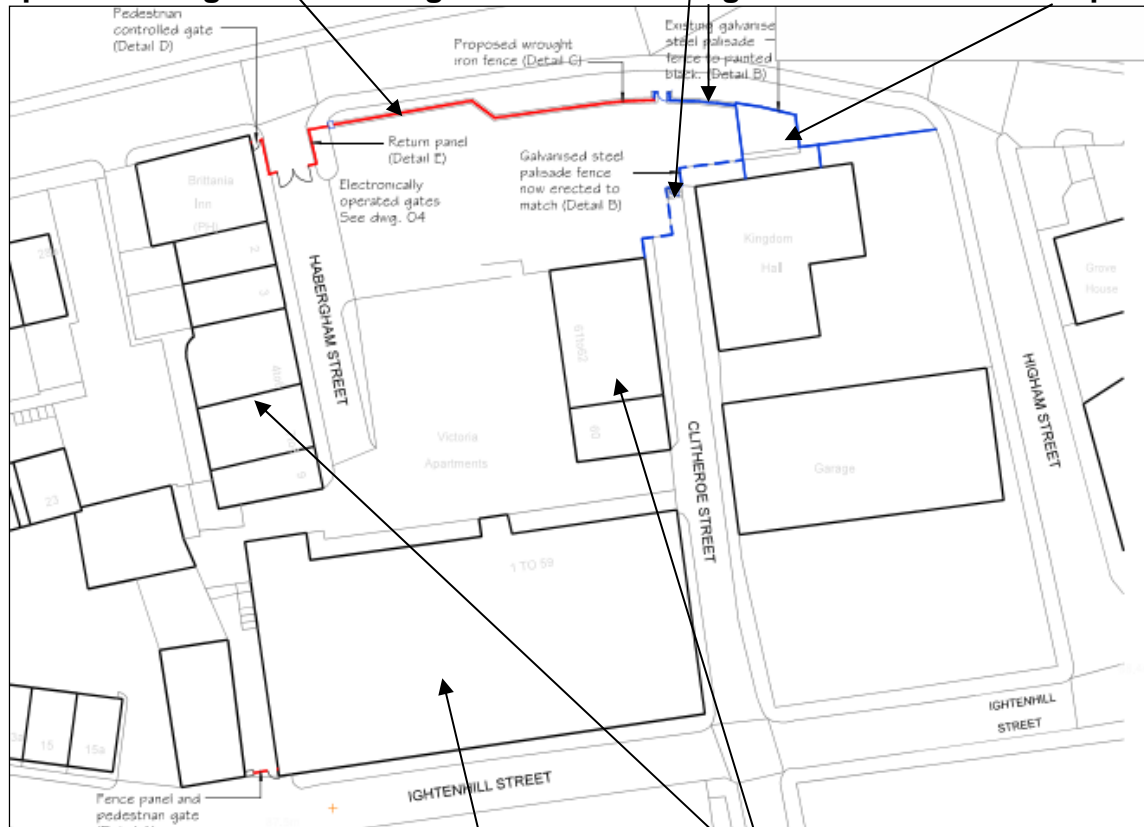 Pedestrian
controlled gate
(Detail D)
Proposed wrought
iron fence (Detail C)
Existing galvanise
steel palisade
fence to painted
black. (Detail B)
Return panel
(Detail E)
Electronically
operated gates
See dwg. 04
Galvanised steel
palisade fence
now erected to
match (Detail B)
Brittania
Inn
(PH)
2
3
Kingdom
Hall
Grove
House
HABERGHAM STREET
61to62
60
HIGHAM STREET
CLITHEROE STREET
Victoria
Apartments
Garage
6
23
1 TO 59
15
15a
IGHTENHILL
STREET
IGHTENHILL STREET
Fence panel and
pedestrian gate